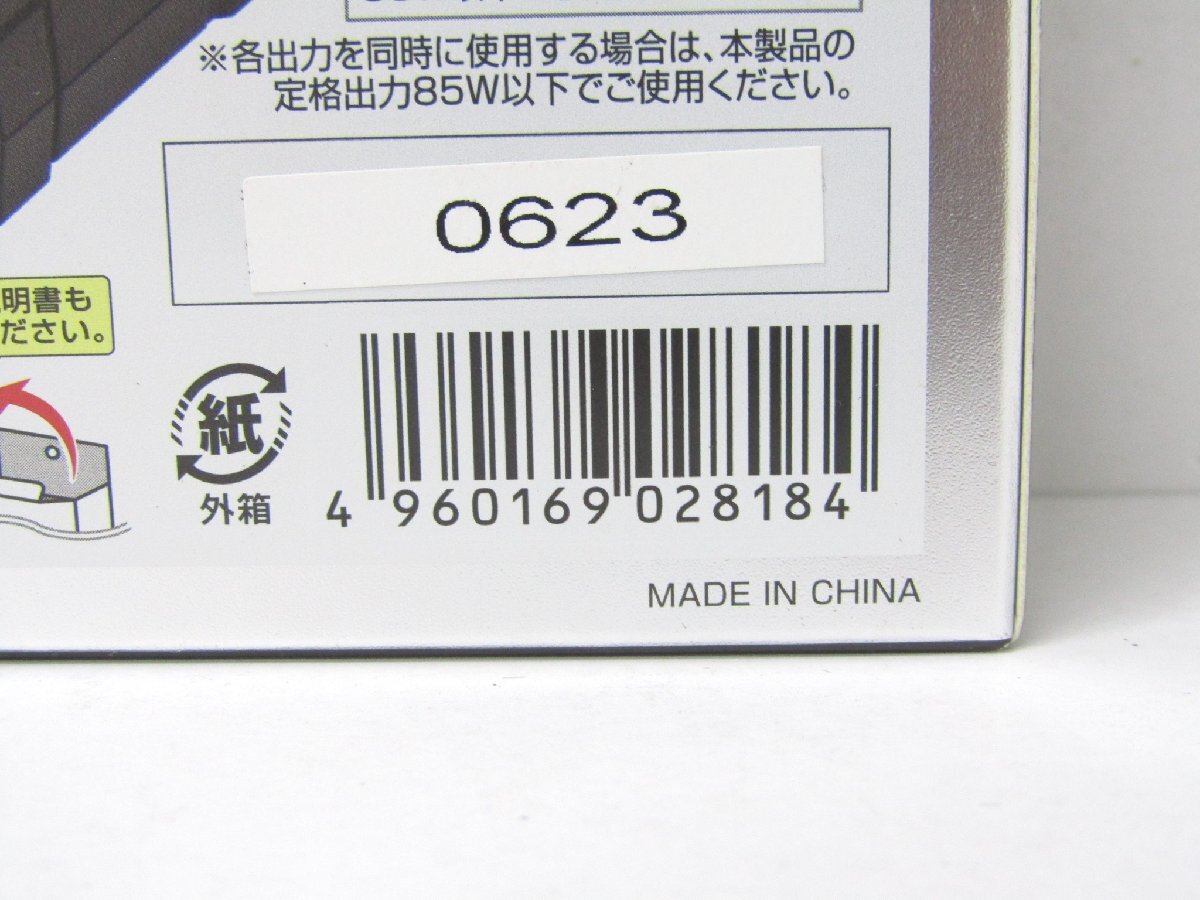 ※各出力を同時に使用する場合は、本製品の
定格出力85W以下でご使用ください。
0623
明書も
ださい。
紙
外箱
4 960169 028184
MADE IN CHINA